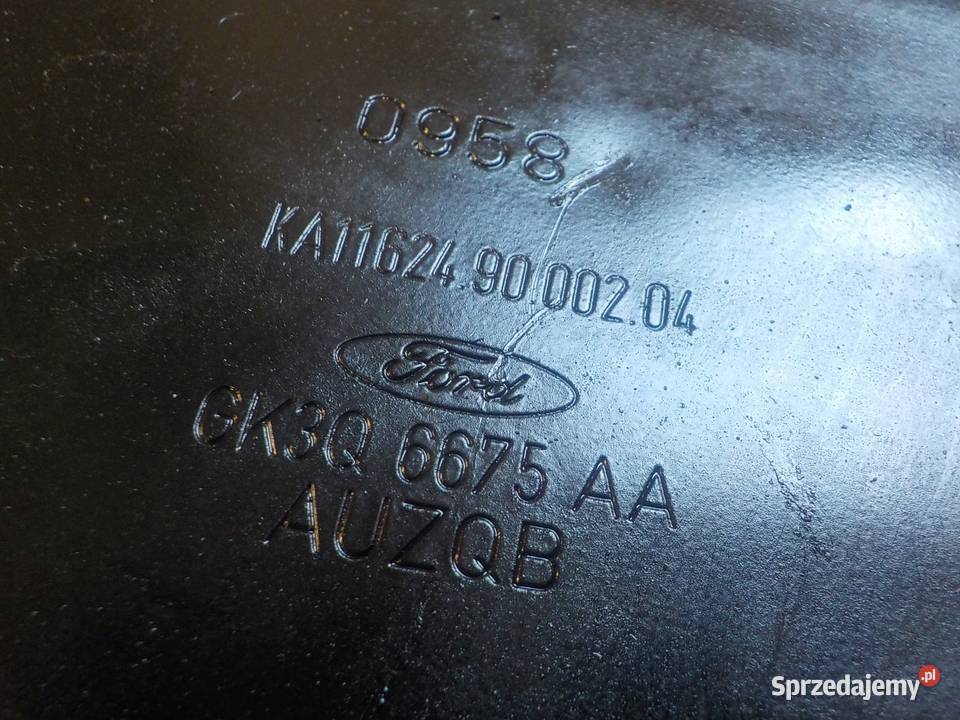 0958
KA11624.90.002.04
Ford
GK3Q 6675 AA
AUZQB
Sprzedajemy.pl